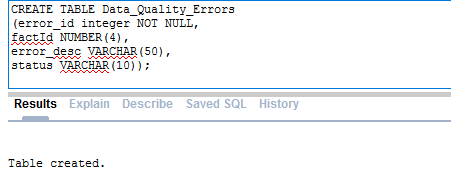 CREATE TABLE Data_Quality_Errors
(error_id integer NOT NULL,
factId NUMBER(4),
error_desc VARCHAR(50),
status VARCHAR(10));
Results Explain Describe Saved SQL History
Table created.